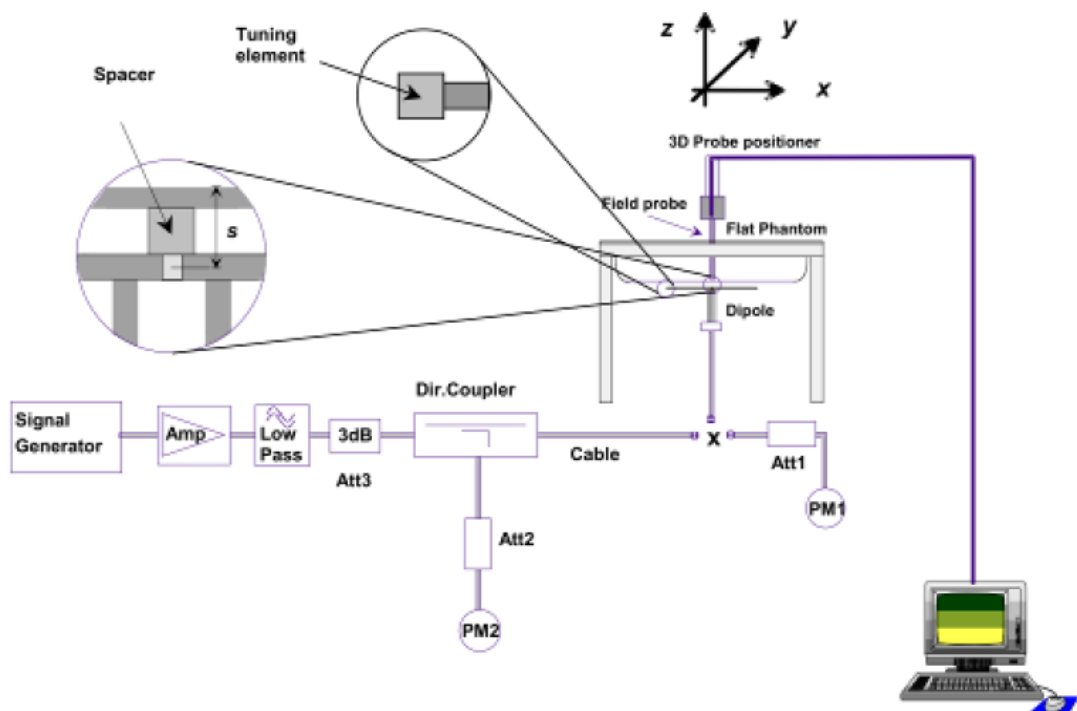 Tuning
element
z
y
x
Spacer
3D Probe positioner
Field probe
Flat Phantom
s
Dipole
Dir.Coupler
Signal
Generator
Amp
Low
Pass
3dB
Att3
Cable
x
Att1
PM1
Att2
PM2